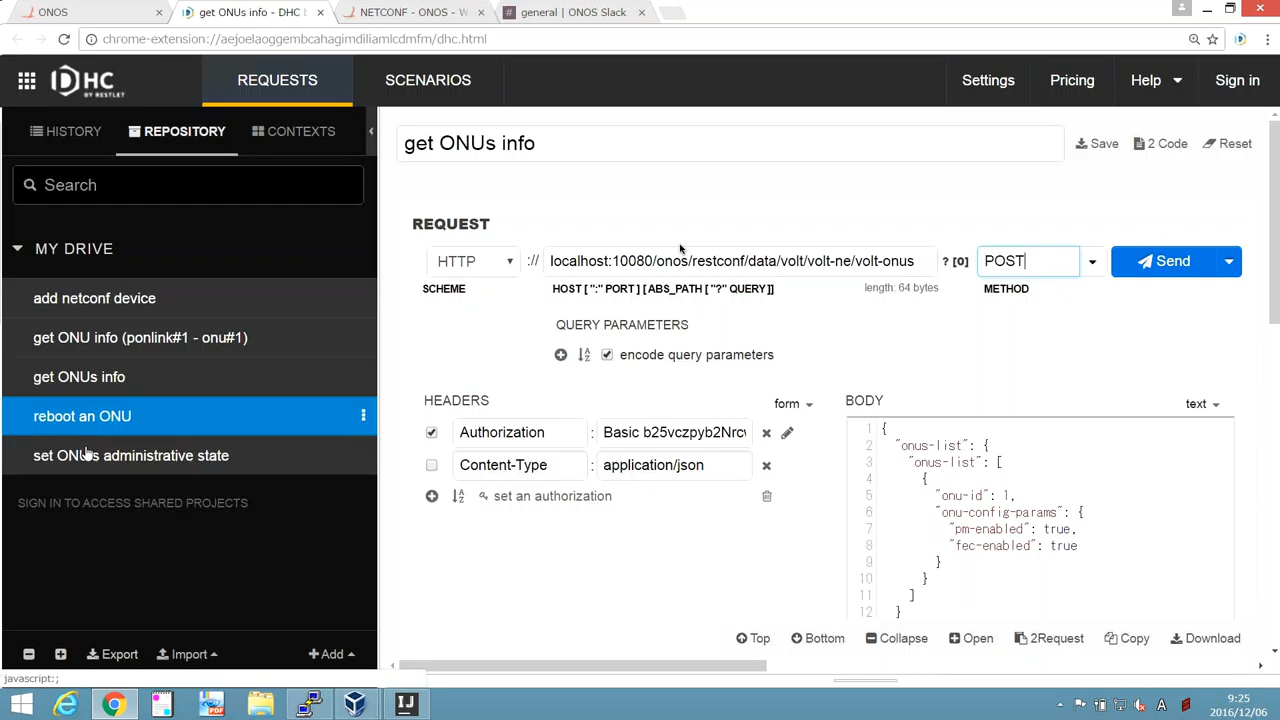 ONOS
get ONUs info - DHC
NETCONF - ONOS - W
general | ONOS Slack
chrome-extension://aejoelaoggembcahagimdiliamlcdmfm/dhc.html
DHC
BY RESTLET
REQUESTS
SCENARIOS
Settings
Pricing
Help
Sign in
HISTORY
REPOSITORY
CONTEXTS
Search
MY DRIVE
add netconf device
get ONU info (ponlink#1 - onu#1)
get ONUs info
reboot an ONU
set ONUs administrative state
SIGN IN TO ACCESS SHARED PROJECTS
Export
Import
Add
javascript:;
get ONUs info
Save
2 Code
Reset
REQUEST
HTTP
://
localhost:10080/onos/restconf/data/volt/volt-ne/volt-onus
? [0]
POST
Send
SCHEME
HOST [ ":" PORT ] [ ABS_PATH [ "?" QUERY ]]
length: 64 bytes
METHOD
QUERY PARAMETERS
encode query parameters
HEADERS
form
Authorization : Basic b25vczpyb2Nrc
Content-Type : application/json
set an authorization
BODY
text
1 {
2 "onus-list": {
3 "onus-list": [
4 {
5 "onu-id": 1,
6 "onu-config-params": {
7 "pm-enabled": true,
8 "fec-enabled": true
9 }
10 }
11 ]
12 }
Top
Bottom
Collapse
Open
2Request
Copy
Download
9:25
2016/12/06